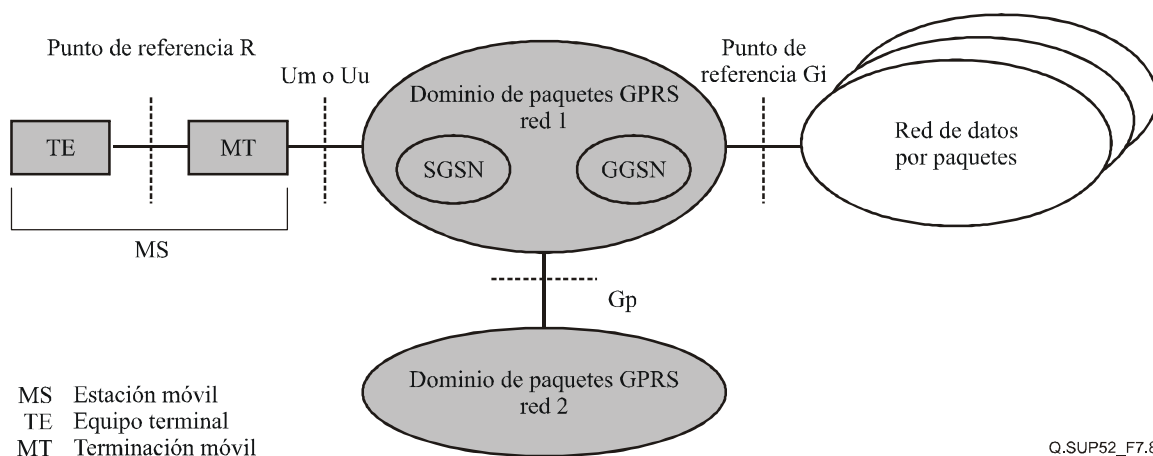 Punto de referencia R
Um o Uu
Punto de
referencia Gi
Dominio de paquetes GPRS
red 1
TE
MT
SGSN
GGSN
Red de datos
por paquetes
MS
Gp
Dominio de paquetes GPRS
red 2
MS Estación móvil
TE Equipo terminal
MT Terminación móvil
Q.SUP52_F7.8